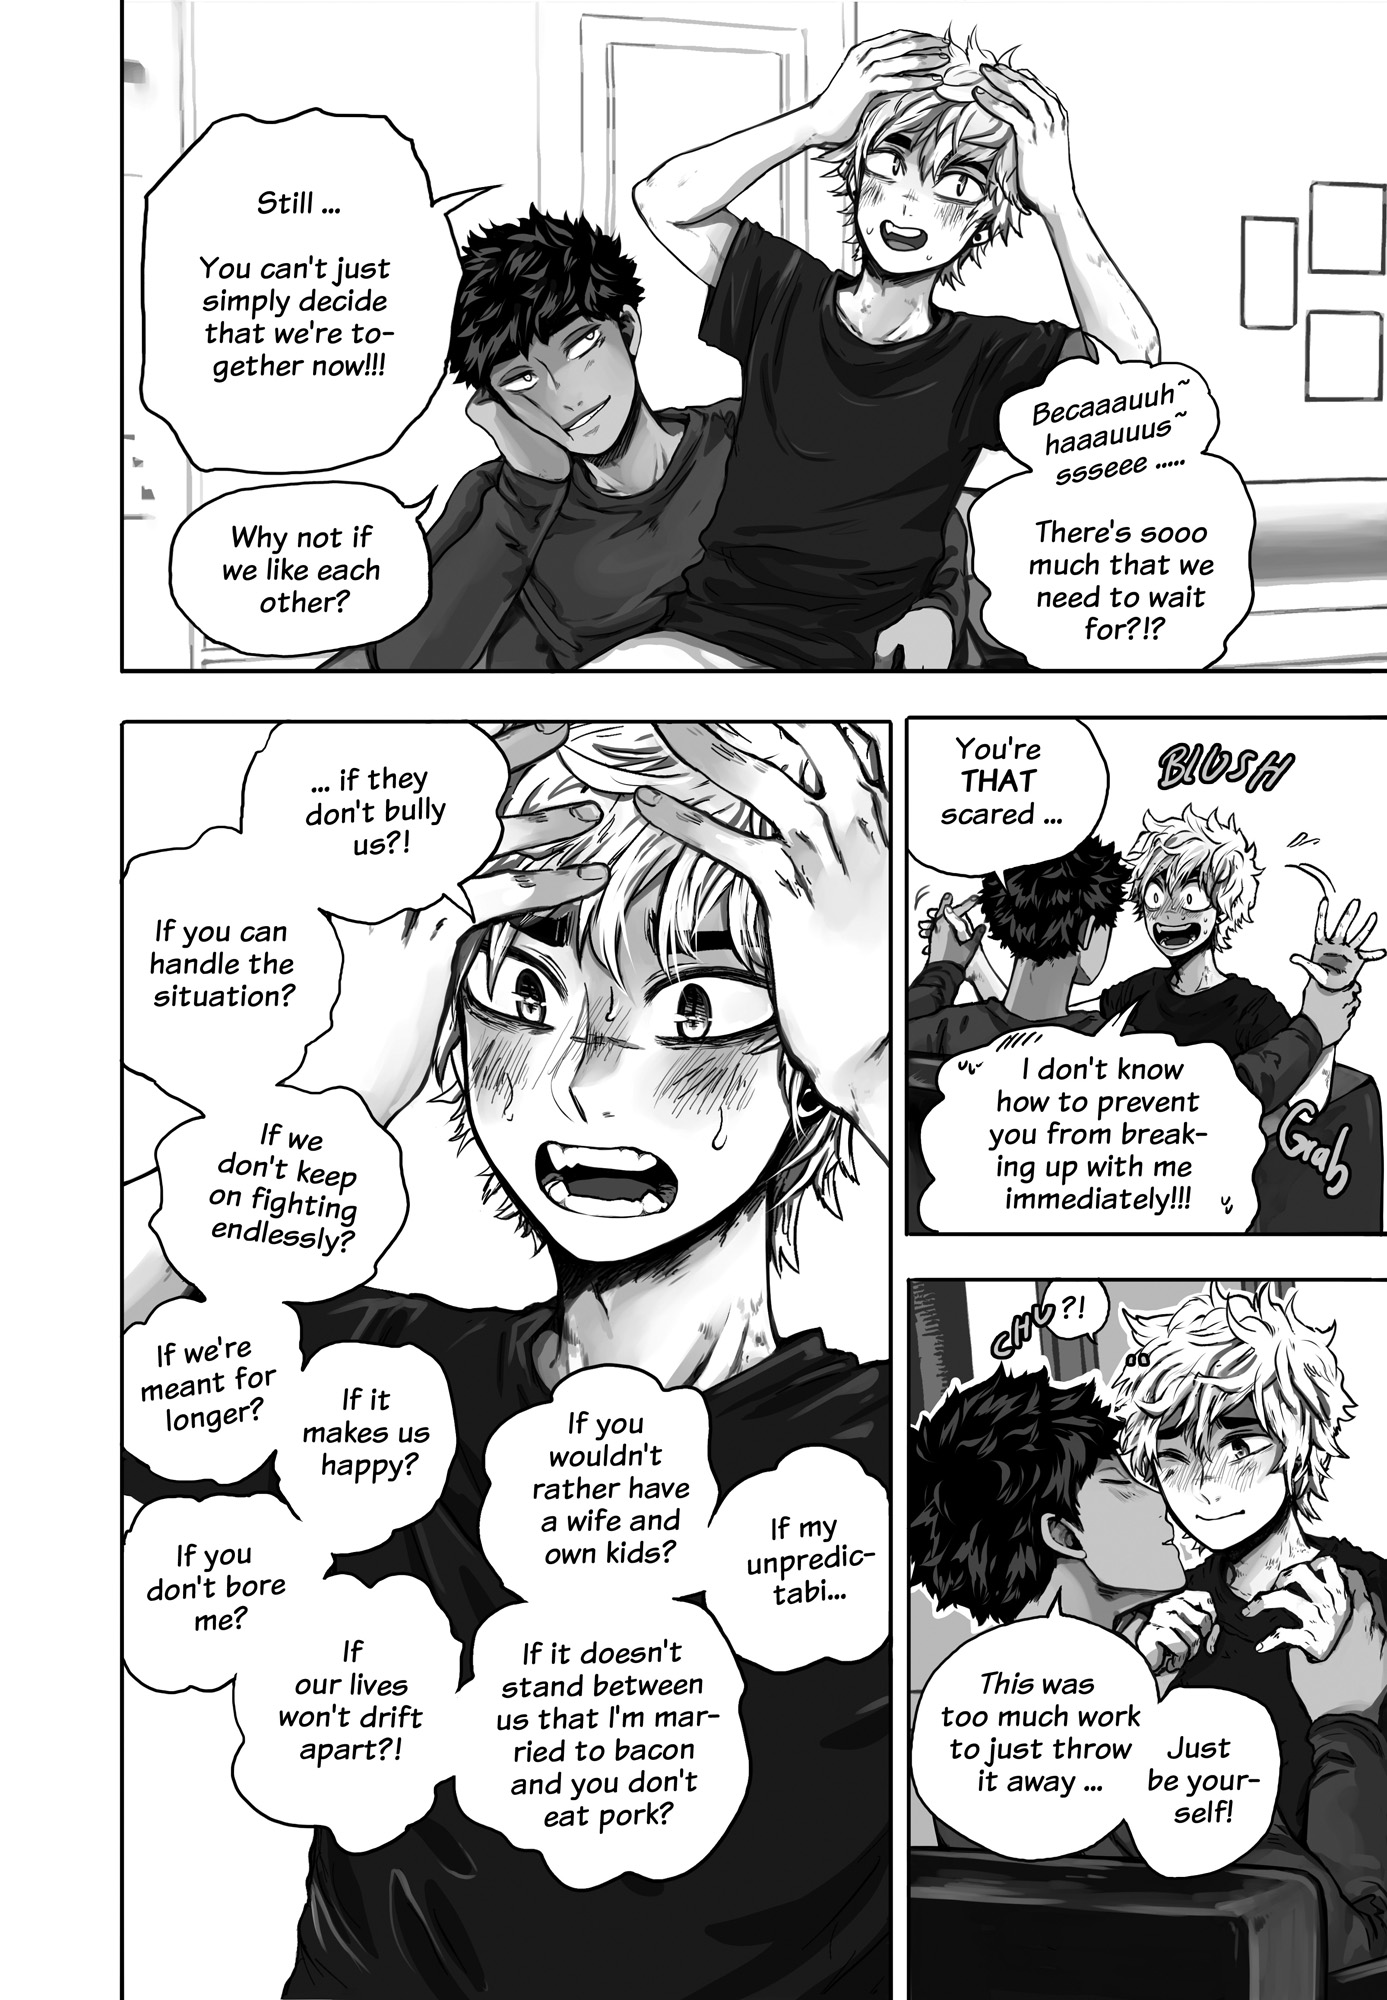 Still ...
You can't just
simply decide
that we're to-
gether now!!!
Why not if
we like each
other?
Becaaauuh~
haaauuus~
ssseee .....
There's sooo
much that we
need to wait
for?!?
... if they
don't bully
us?!
If you can
handle the
situation?
If we
don't keep
on fighting
endlessly?
If we're
meant for
longer?
If it
makes us
happy?
If you
don't bore
me?
If
our lives
won't drift
apart?!
If you
wouldn't
rather have
a wife and
own kids?
If my
unpredic-
tabi...
If it doesn't
stand between
us that I'm mar-
ried to bacon
and you don't
eat pork?
You're
THAT
scared ...
BLUSH
I don't know
how to prevent
you from break-
ing up with me
immediately!!!
Grab
CHU
?!
This was
too much work
to just throw
it away ...
Just
be your-
self!